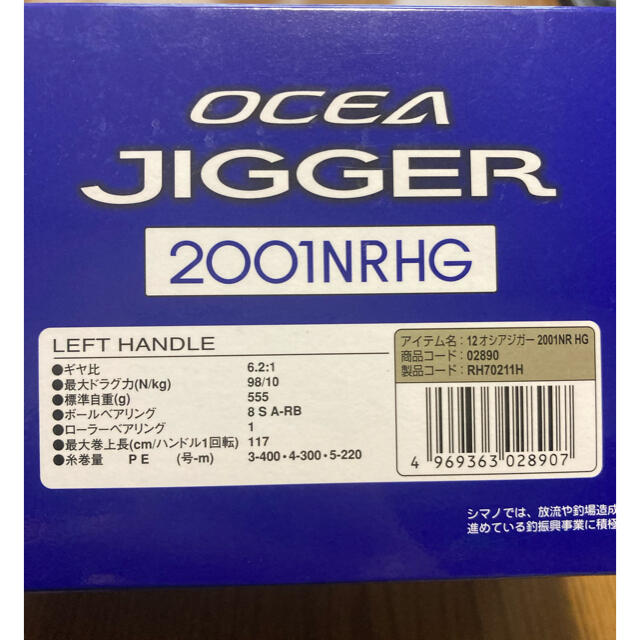 OCEA
JIGGER
2001NRHG
LEFT HANDLE
●ギヤ比 6.2:1
●最大ドラグ力(N/kg) 98/10
●標準自重(g) 555
●ボールベアリング 8 S A-RB
●ローラーベアリング 1
●最大巻上長(cm/ハンドル1回転) 117
●糸巻量 PE (号-m) 3-400・4-300・5-220
アイテム名：12 オシアジガー 2001NR HG
商品コード：02890
製品コード：RH70211H
4 969363 028907
シマノでは、放流や釣場造成
進めている釣振興事業に積極